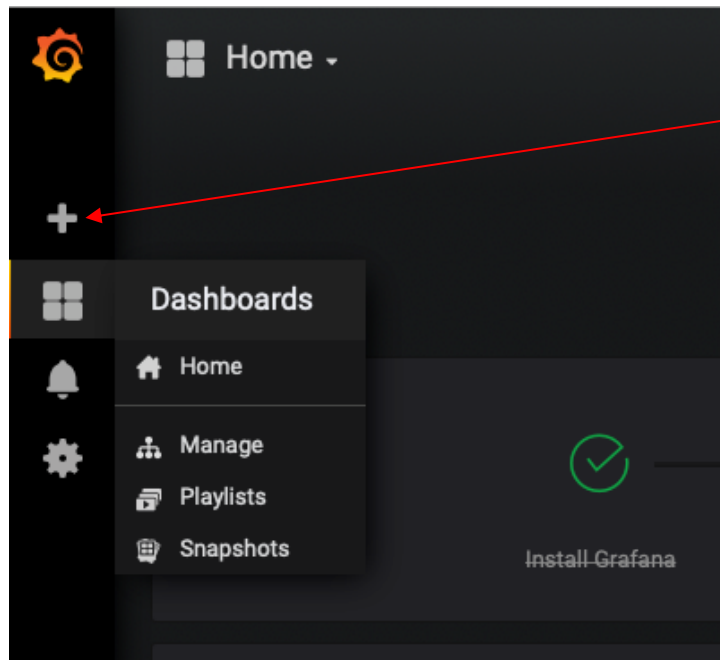 Home
Dashboards
Home
Manage
Playlists
Snapshots
Install Grafana